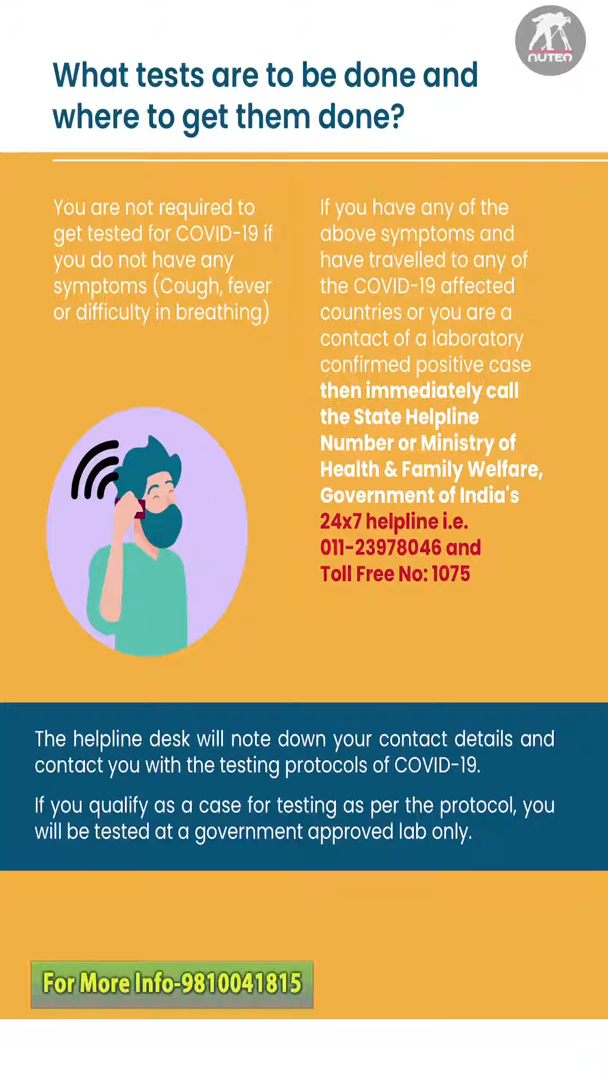 NUTEQ
What tests are to be done and
where to get them done?
You are not required to
get tested for COVID-19 if
you do not have any
symptoms (Cough, fever
or difficulty in breathing)
If you have any of the
above symptoms and
have travelled to any of
the COVID-19 affected
countries or you are a
contact of a laboratory
confirmed positive case
then immediately call
the State Helpline
Number or Ministry of
Health & Family Welfare,
Government of India's
24x7 helpline i.e.
011-23978046 and
Toll Free No: 1075
The helpline desk will note down your contact details and
contact you with the testing protocols of COVID-19.
If you qualify as a case for testing as per the protocol, you
will be tested at a government approved lab only.
For More Info-9810041815